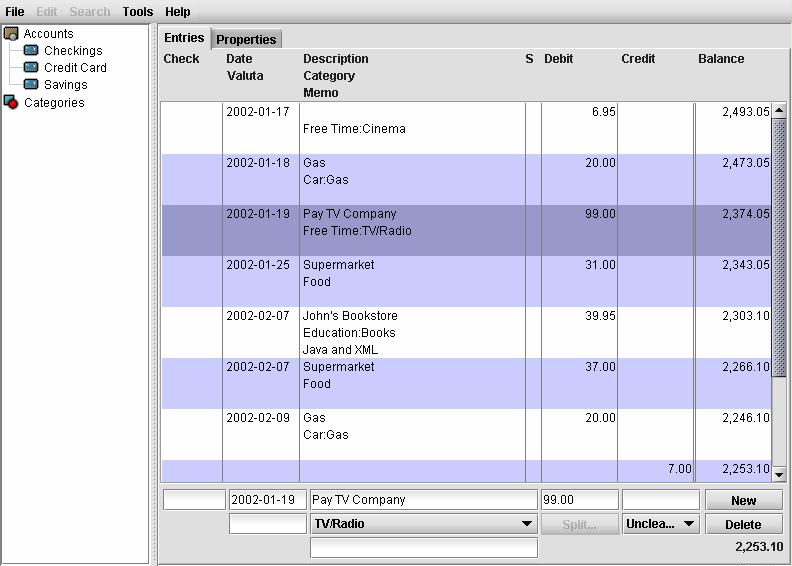 File Edit Search Tools Help
Accounts
Checkings
Credit Card
Savings
Categories
Entries Properties
Check Date Description S Debit Credit Balance
Valuta Category
Memo
2002-01-17 6.95 2,493.05
Free Time:Cinema
2002-01-18 Gas 20.00 2,473.05
Car:Gas
2002-01-19 Pay TV Company 99.00 2,374.05
Free Time:TV/Radio
2002-01-25 Supermarket 31.00 2,343.05
Food
2002-02-07 John's Bookstore 39.95 2,303.10
Education:Books
Java and XML
2002-02-07 Supermarket 37.00 2,266.10
Food
2002-02-09 Gas 20.00 2,246.10
Car:Gas
7.00 2,253.10
2002-01-19 Pay TV Company 99.00 New
TV/Radio Split... Unclea... Delete
2,253.10